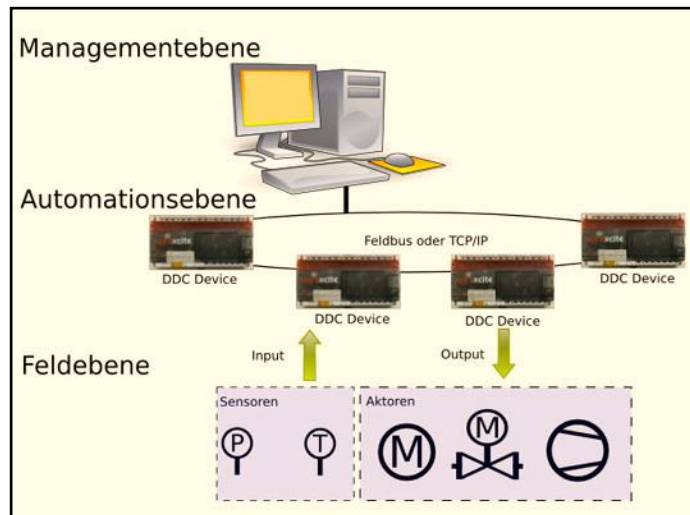 Managementebene
Automationsebene
Feldbus oder TCP/IP
DDC Device
DDC Device
DDC Device
DDC Device
Input
Output
Feldebene
Sensoren
Aktoren
P
T
M
M